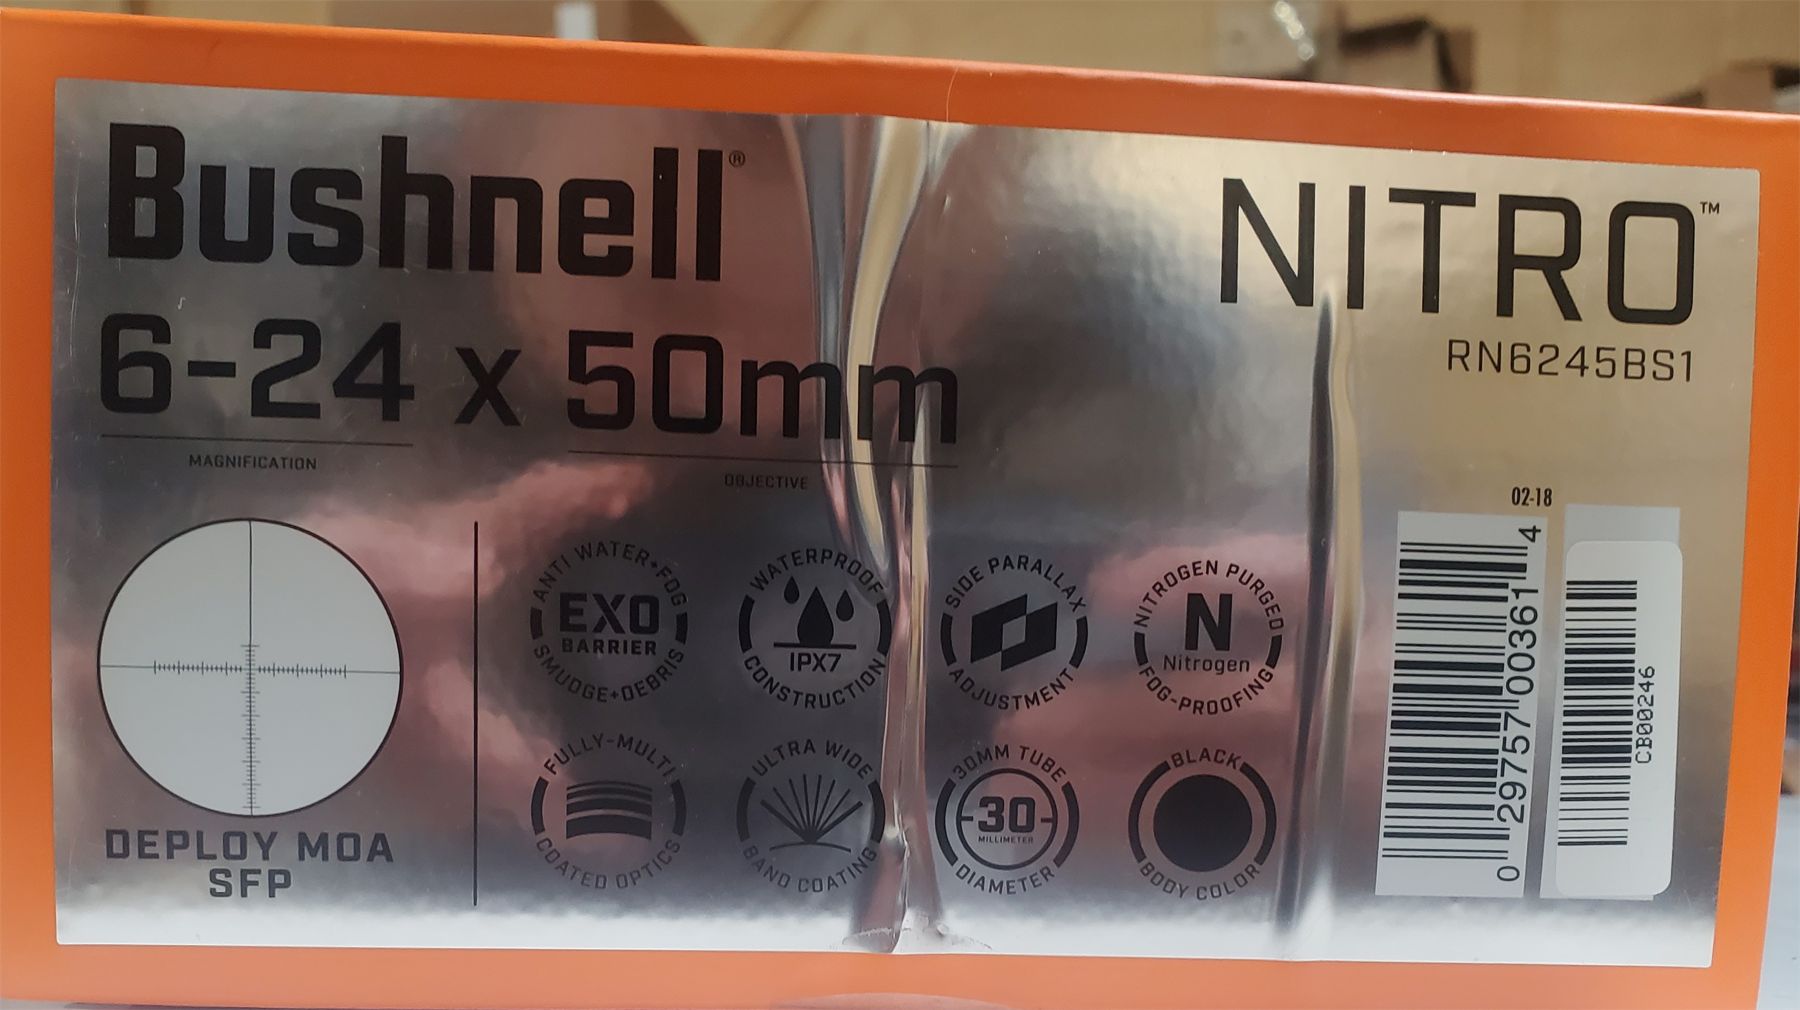 Bushnell®
6-24 x 50mm
MAGNIFICATION
OBJECTIVE
NITRO™
RN6245BS1
DEPLOY MOA
SFP
ANTI WATER+FOG
EXO
BARRIER
SMUDGE+DEBRIS
WATERPROOF
IPX7
CONSTRUCTION
SIDE PARALLAX
ADJUSTMENT
NITROGEN PURGED
N
Nitrogen
FOG-PROOFING
FULLY-MULTI
COATED OPTICS
ULTRA WIDE
BAND COATING
30MM TUBE
30
MILLIMETER
DIAMETER
BLACK
BODY COLOR
02-18
0 29757 00361 4
CB00246